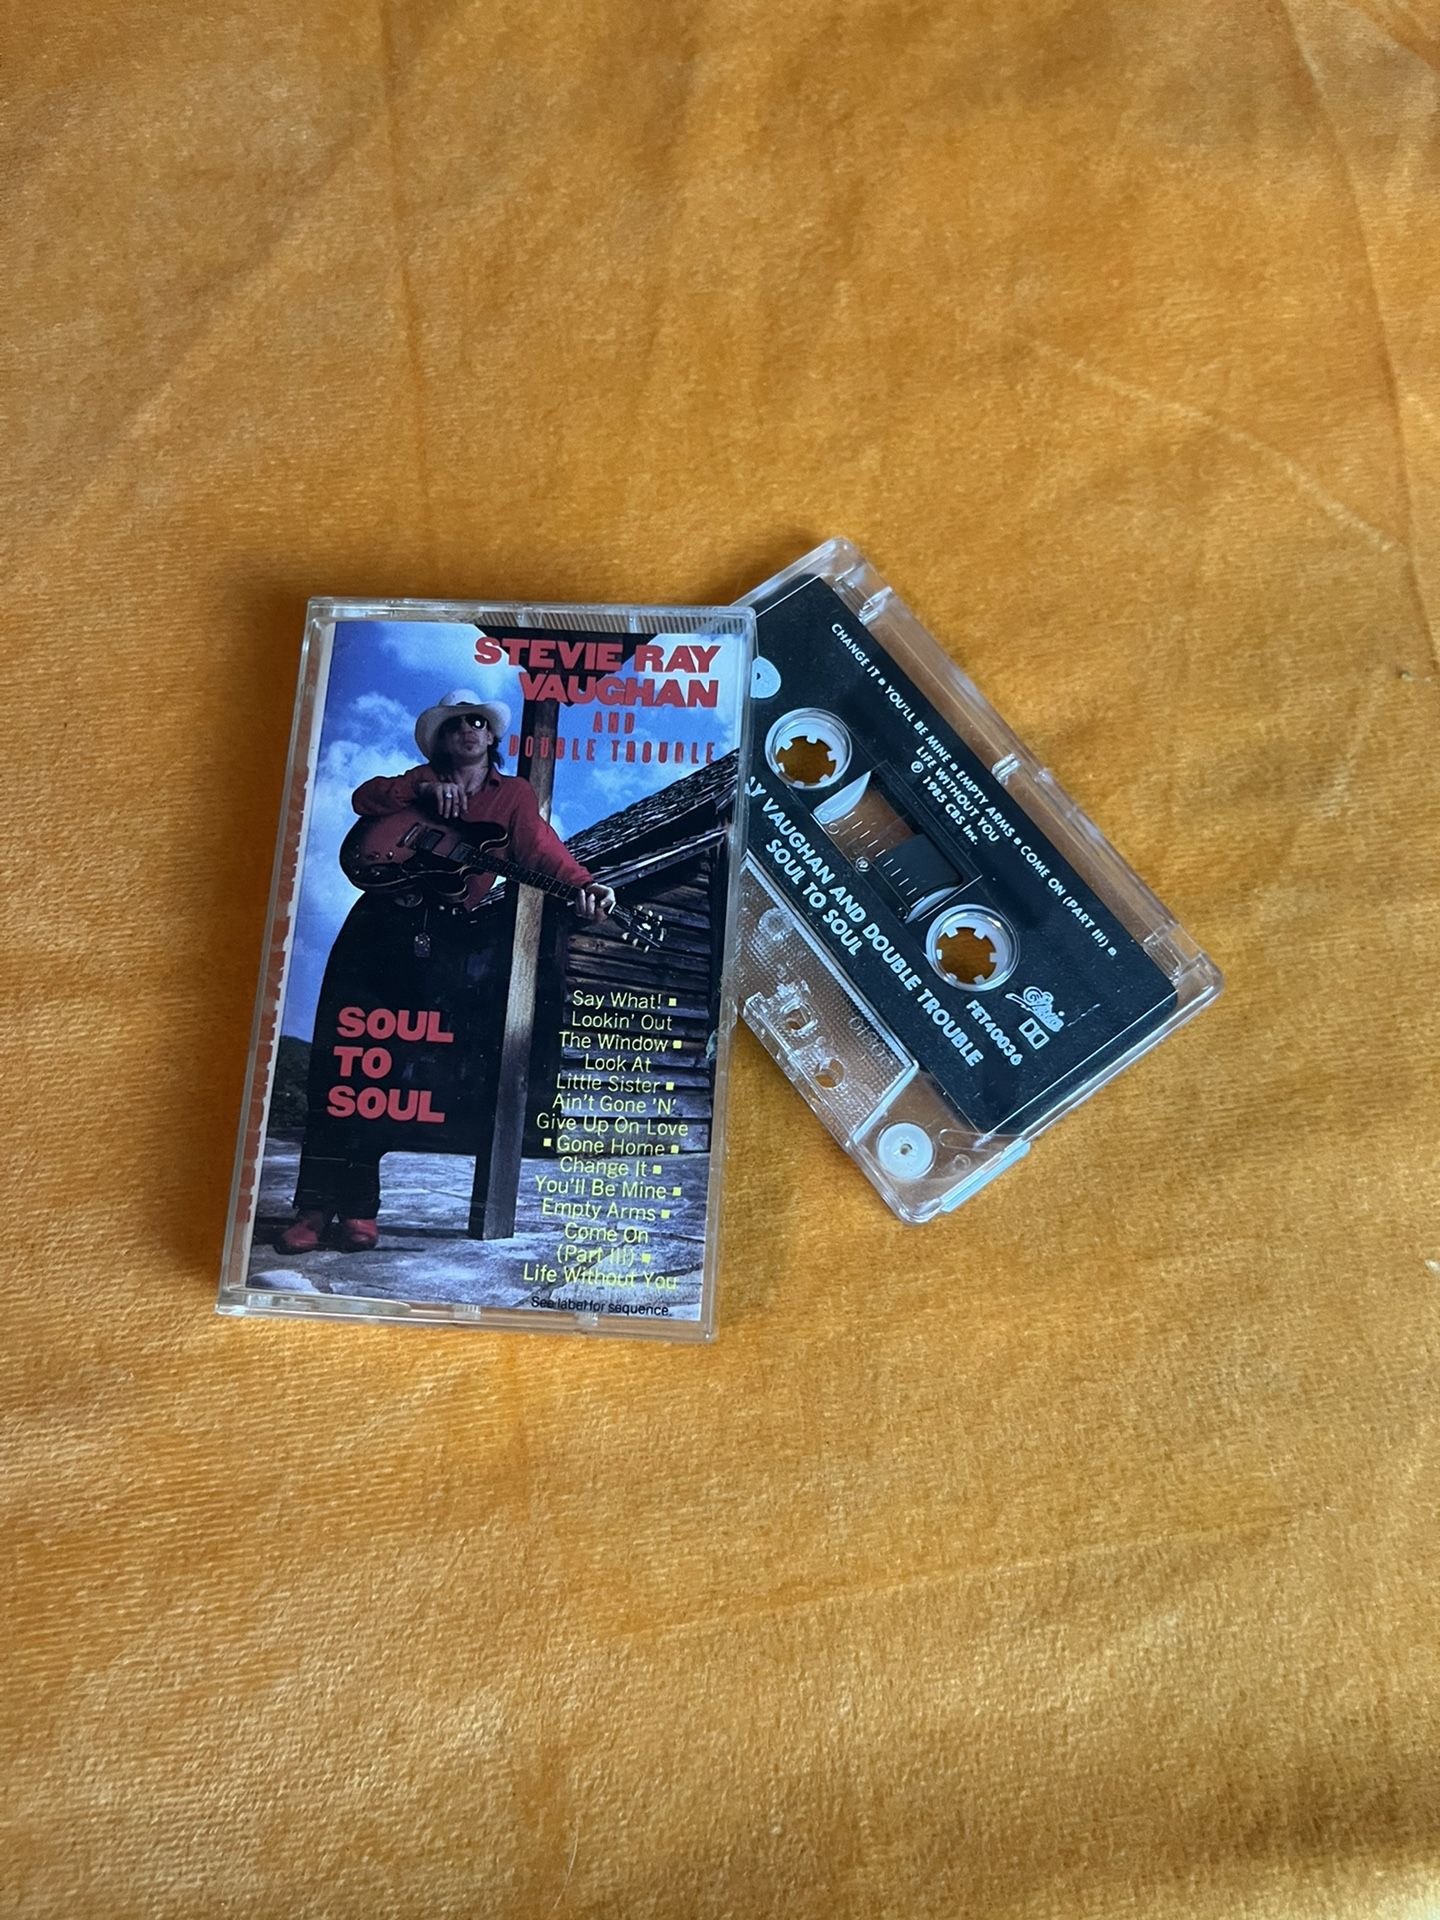 STEVIE RAY
VAUGHAN
AND
DOUBLE TROUBLE
SOUL
TO
SOUL
Say What! ▪
Lookin' Out
The Window ▪
Look At
Little Sister ▪
Ain't Gone 'N'
Give Up On Love
▪ Gone Home ▪
Change It ▪
You'll Be Mine ▪
Empty Arms ▪
Come On
(Part III) ▪
Life Without You
See label for sequence.
CHANGE IT ▪ YOU'LL BE MINE ▪ EMPTY ARMS ▪ COME ON (PART III) ▪
LIFE WITHOUT YOU
℗ 1985 CBS Inc.
AY VAUGHAN AND DOUBLE TROUBLE
SOUL TO SOUL
FET40036
Epic